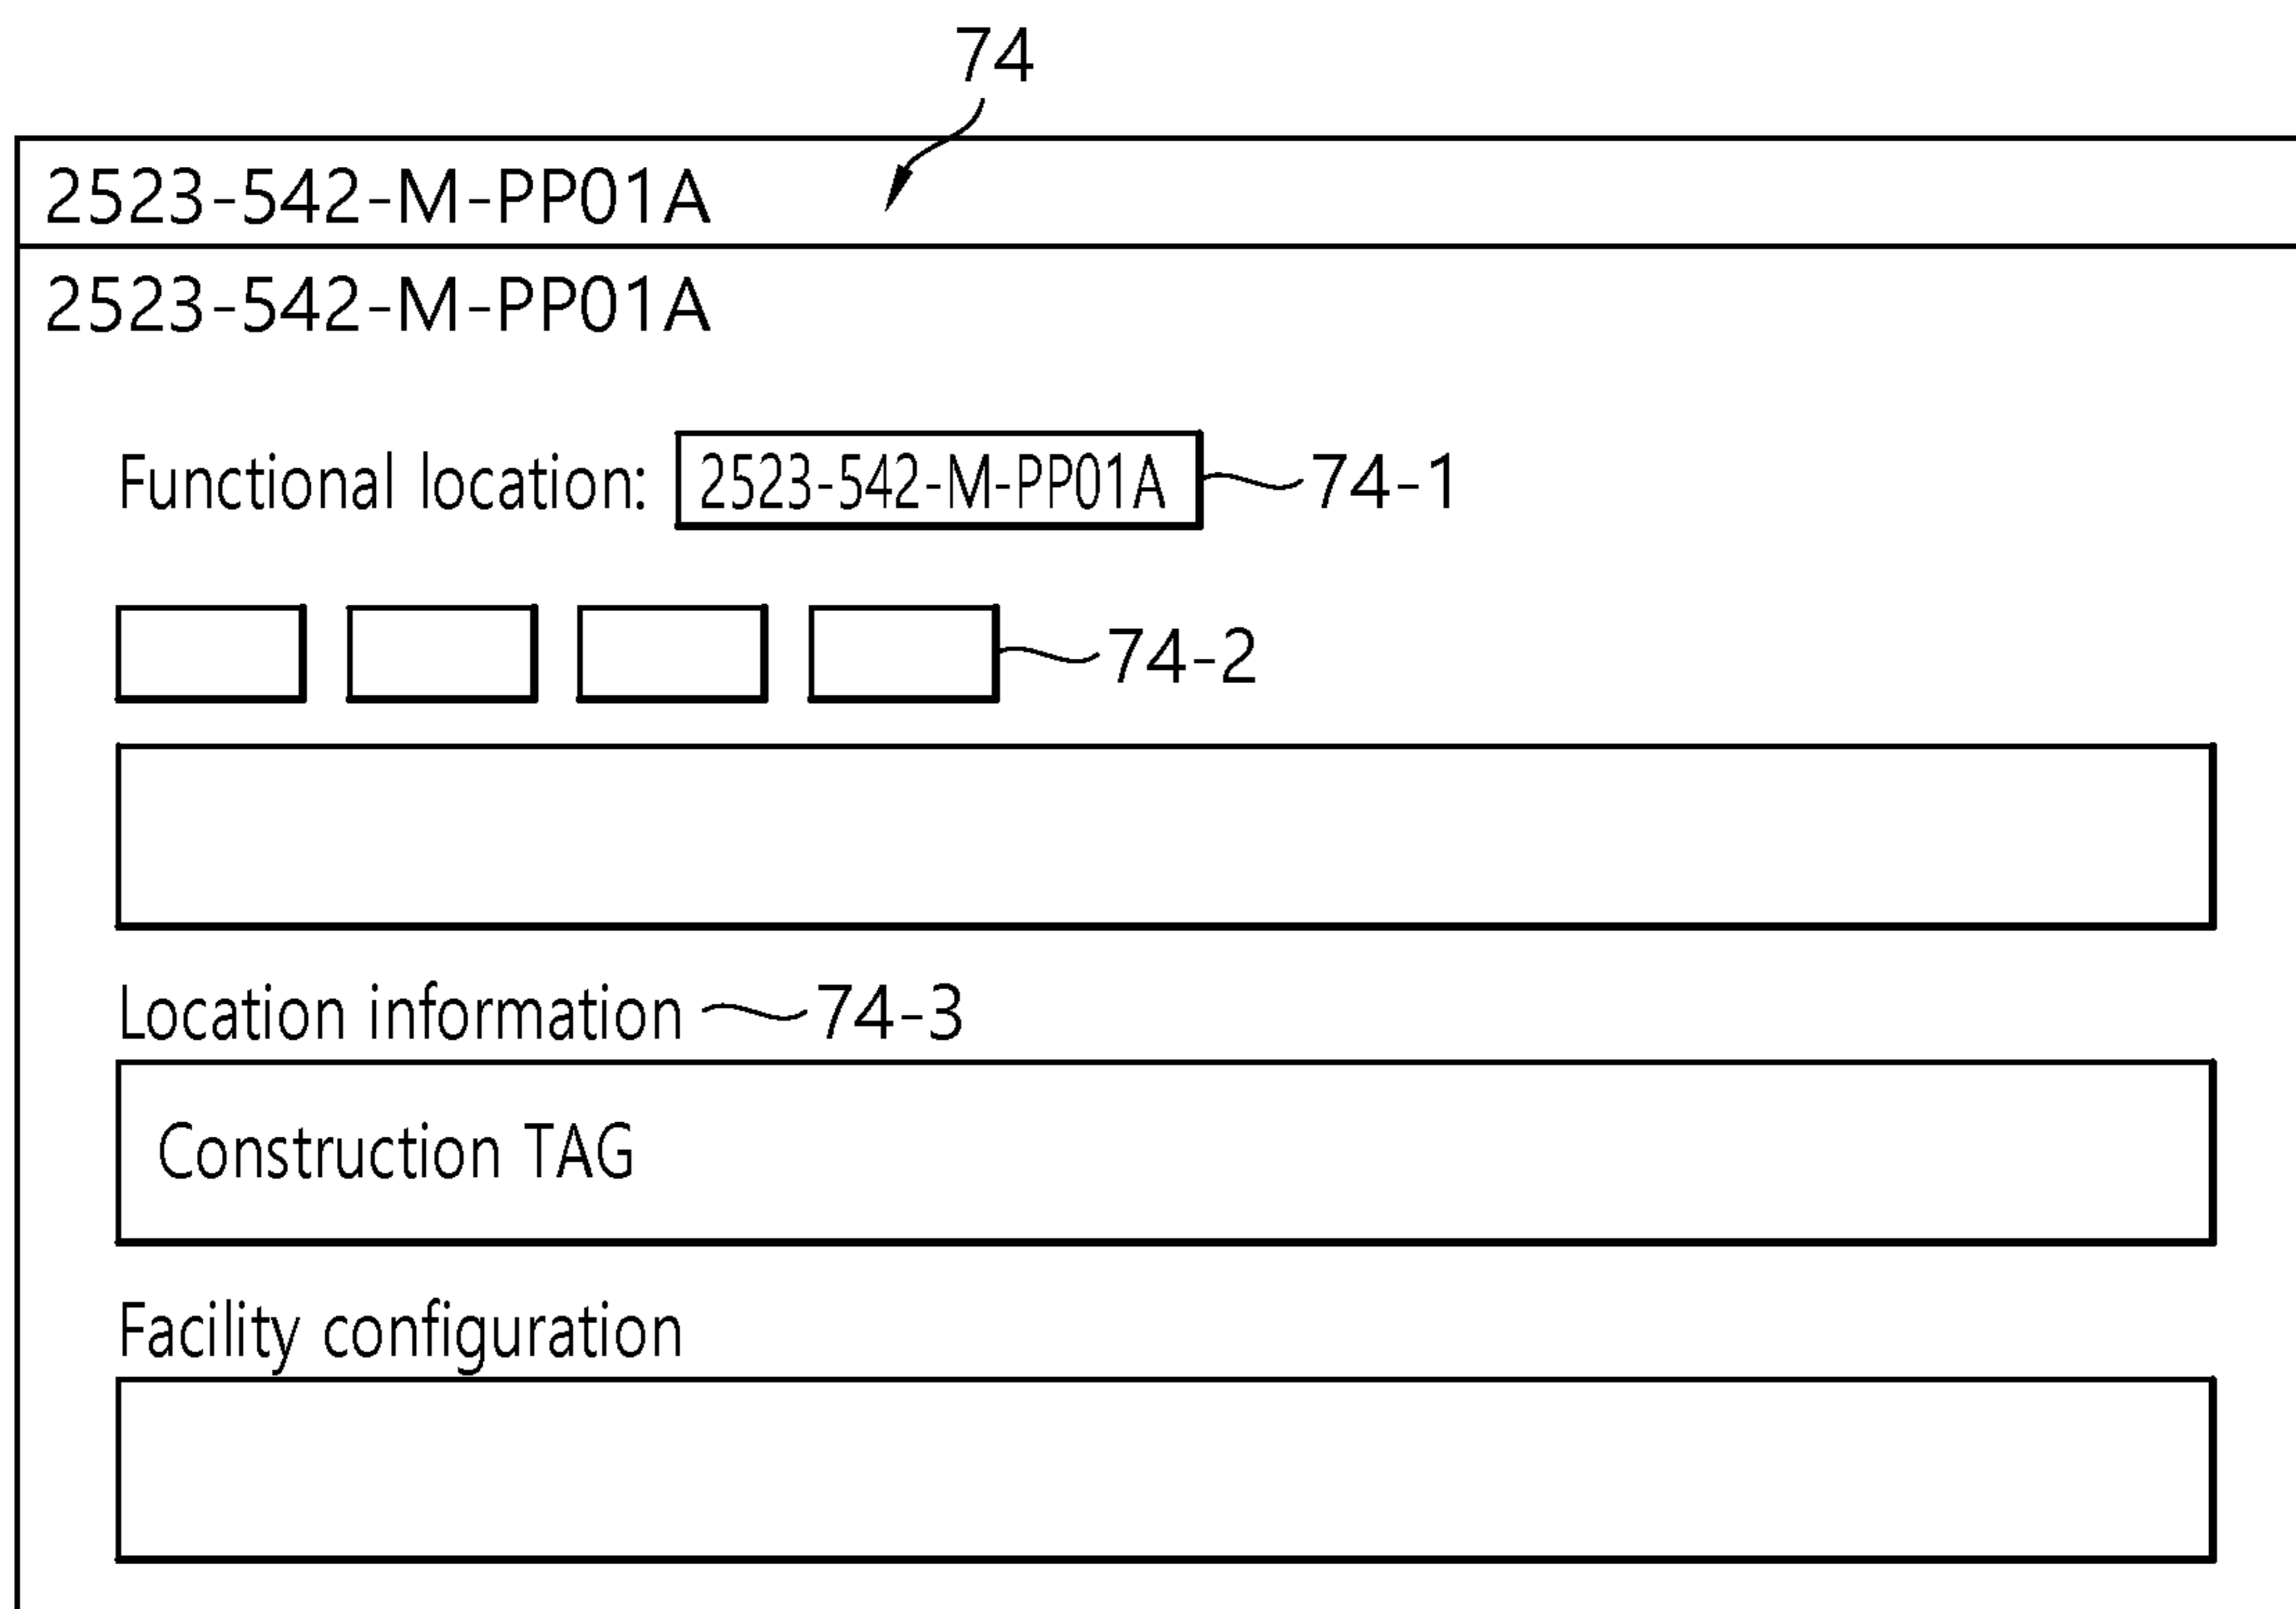 74
2523-542-M-PP01A
2523-542-M-PP01A
Functional location: 2523-542-M-PP01A 74-1
74-2
Location information 74-3
Construction TAG
Facility configuration